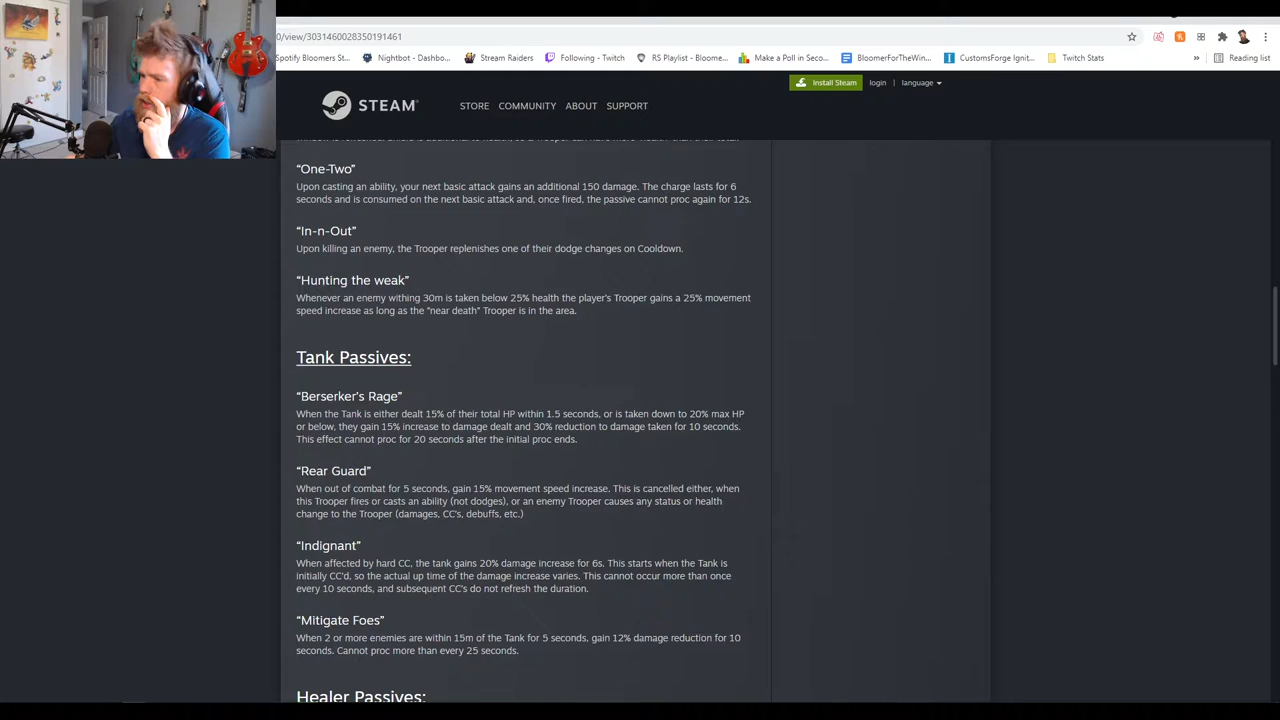 0/view/3031460028350191461
Spotify Bloomers St...
Nightbot - Dashbo...
Stream Raiders
Following - Twitch
RS Playlist - Bloome...
Make a Poll in Seco...
BloomerForTheWin...
CustomsForge Ignit...
Twitch Stats
»
Reading list
Install Steam
login | language
STEAM®
STORE COMMUNITY ABOUT SUPPORT
“One-Two”
Upon casting an ability, your next basic attack gains an additional 150 damage. The charge lasts for 6
seconds and is consumed on the next basic attack and, once fired, the passive cannot proc again for 12s.
“In-n-Out”
Upon killing an enemy, the Trooper replenishes one of their dodge changes on Cooldown.
“Hunting the weak”
Whenever an enemy withing 30m is taken below 25% health the player's Trooper gains a 25% movement
speed increase as long as the “near death” Trooper is in the area.
Tank Passives:
“Berserker's Rage”
When the Tank is either dealt 15% of their total HP within 1.5 seconds, or is taken down to 20% max HP
or below, they gain 15% increase to damage dealt and 30% reduction to damage taken for 10 seconds.
This effect cannot proc for 20 seconds after the initial proc ends.
“Rear Guard”
When out of combat for 5 seconds, gain 15% movement speed increase. This is cancelled either, when
this Trooper fires or casts an ability (not dodges), or an enemy Trooper causes any status or health
change to the Trooper (damages, CC's, debuffs, etc.)
“Indignant”
When affected by hard CC, the tank gains 20% damage increase for 6s. This starts when the Tank is
initially CC'd, so the actual up time of the damage increase varies. This cannot occur more than once
every 10 seconds, and subsequent CC's do not refresh the duration.
“Mitigate Foes”
When 2 or more enemies are within 15m of the Tank for 5 seconds, gain 12% damage reduction for 10
seconds. Cannot proc more than every 25 seconds.
Healer Passives: